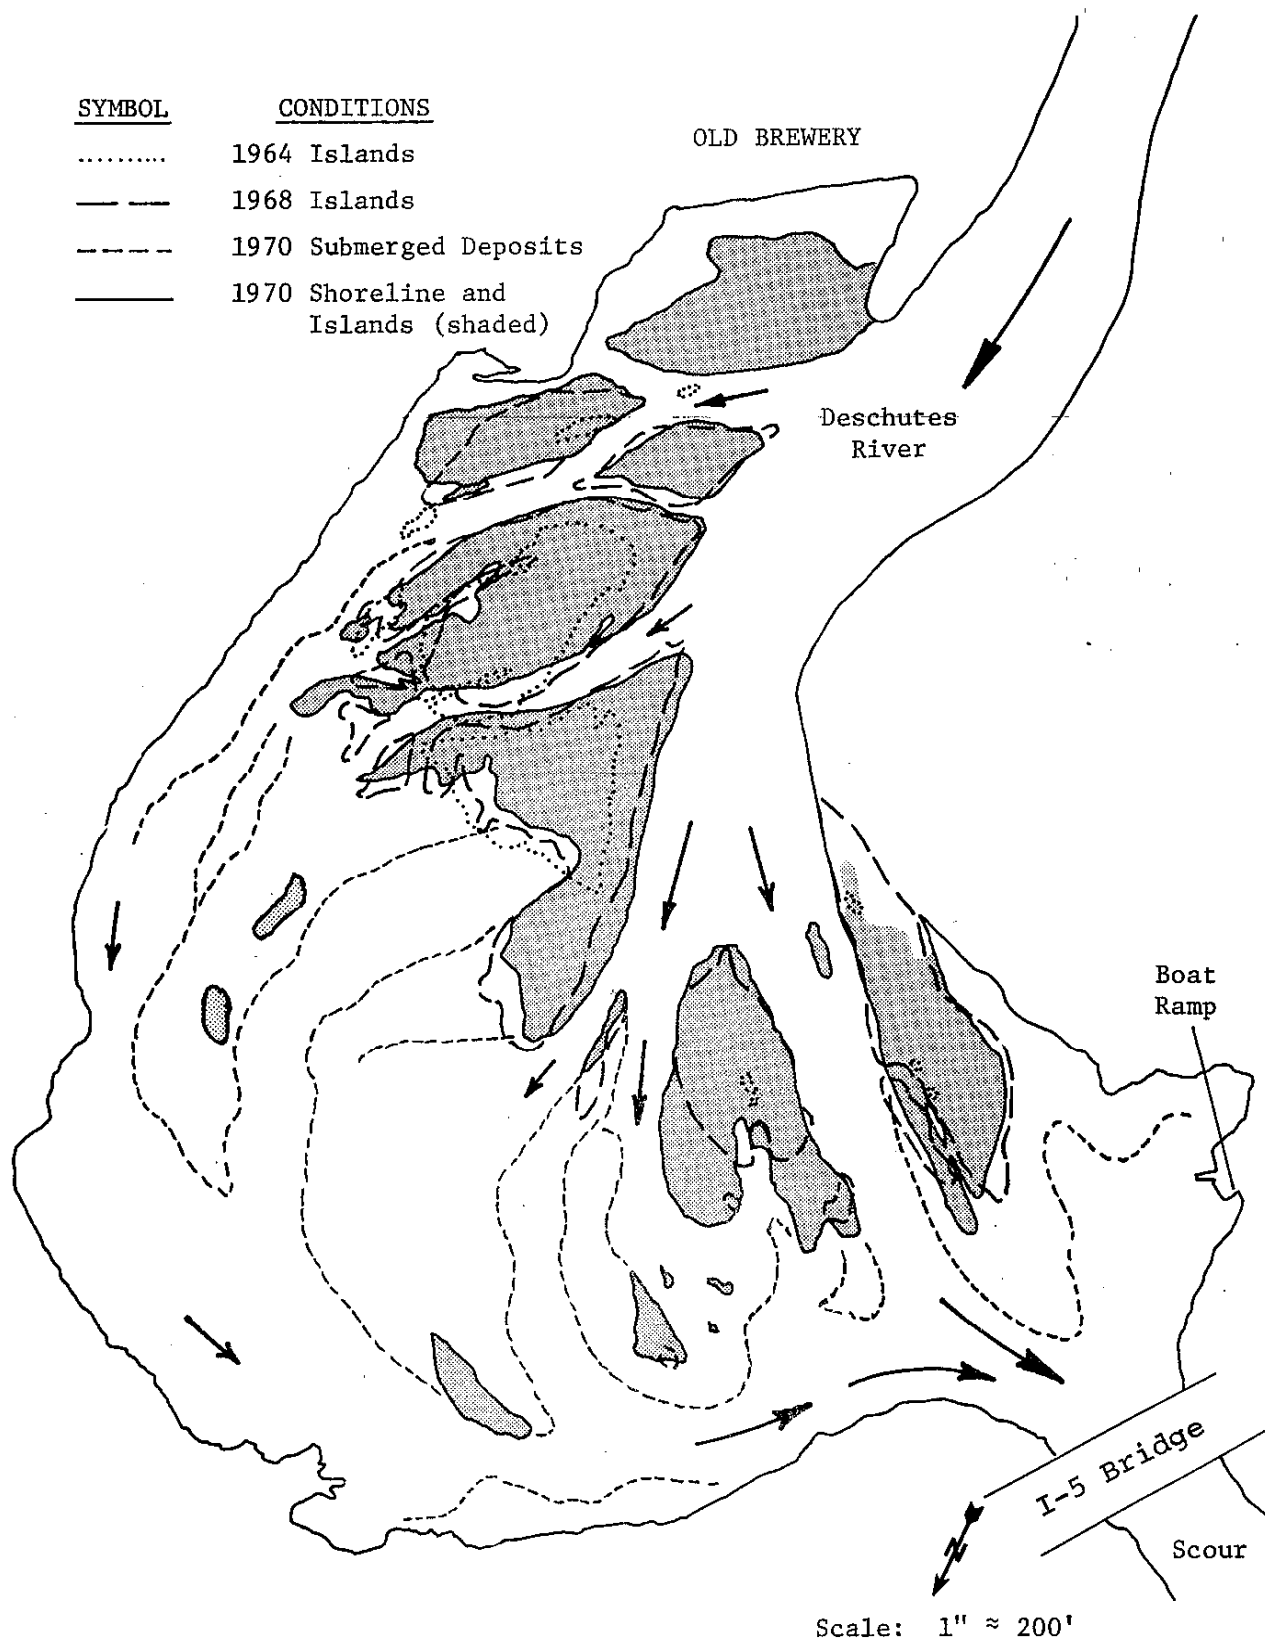 SYMBOL CONDITIONS
1964 Islands
1968 Islands
1970 Submerged Deposits
1970 Shoreline and
Islands (shaded)
OLD BREWERY
Deschutes
River
Boat
Ramp
I-5 Bridge
N
Scour
Scale: 1" ≈ 200'